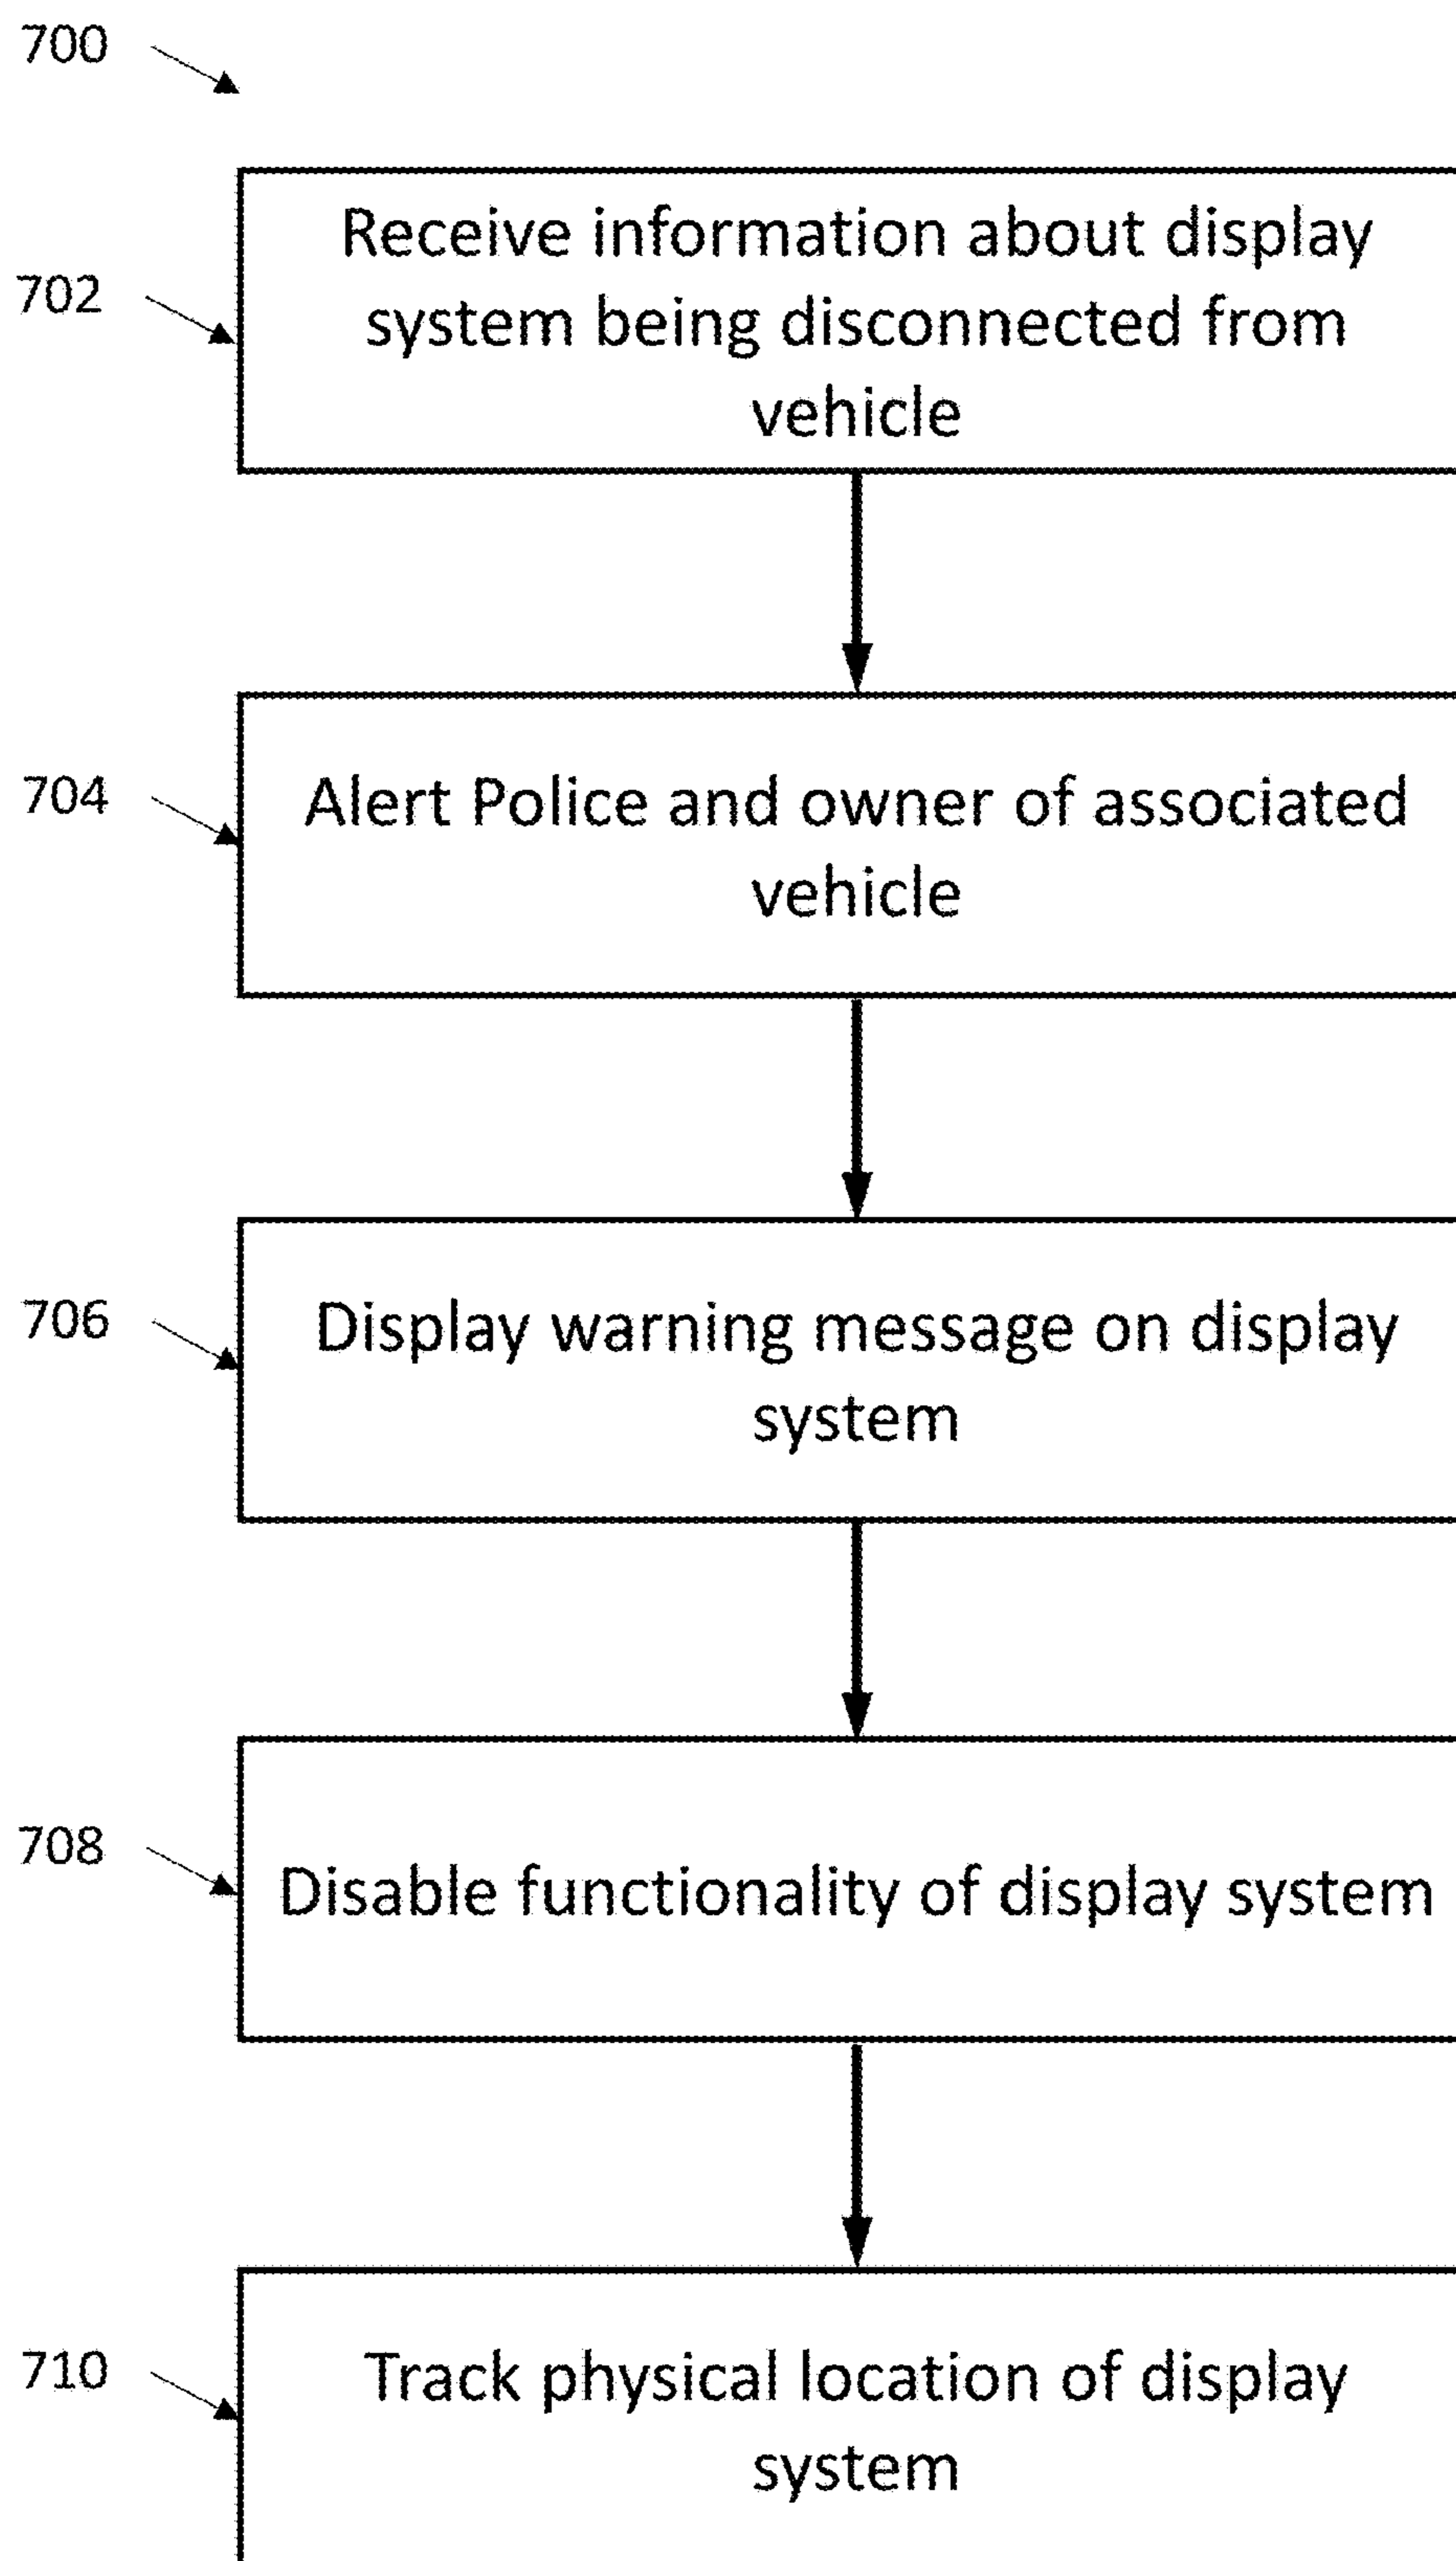 700
702
Receive information about display
system being disconnected from
vehicle
704
Alert Police and owner of associated
vehicle
706
Display warning message on display
system
708
Disable functionality of display system
710
Track physical location of display
system